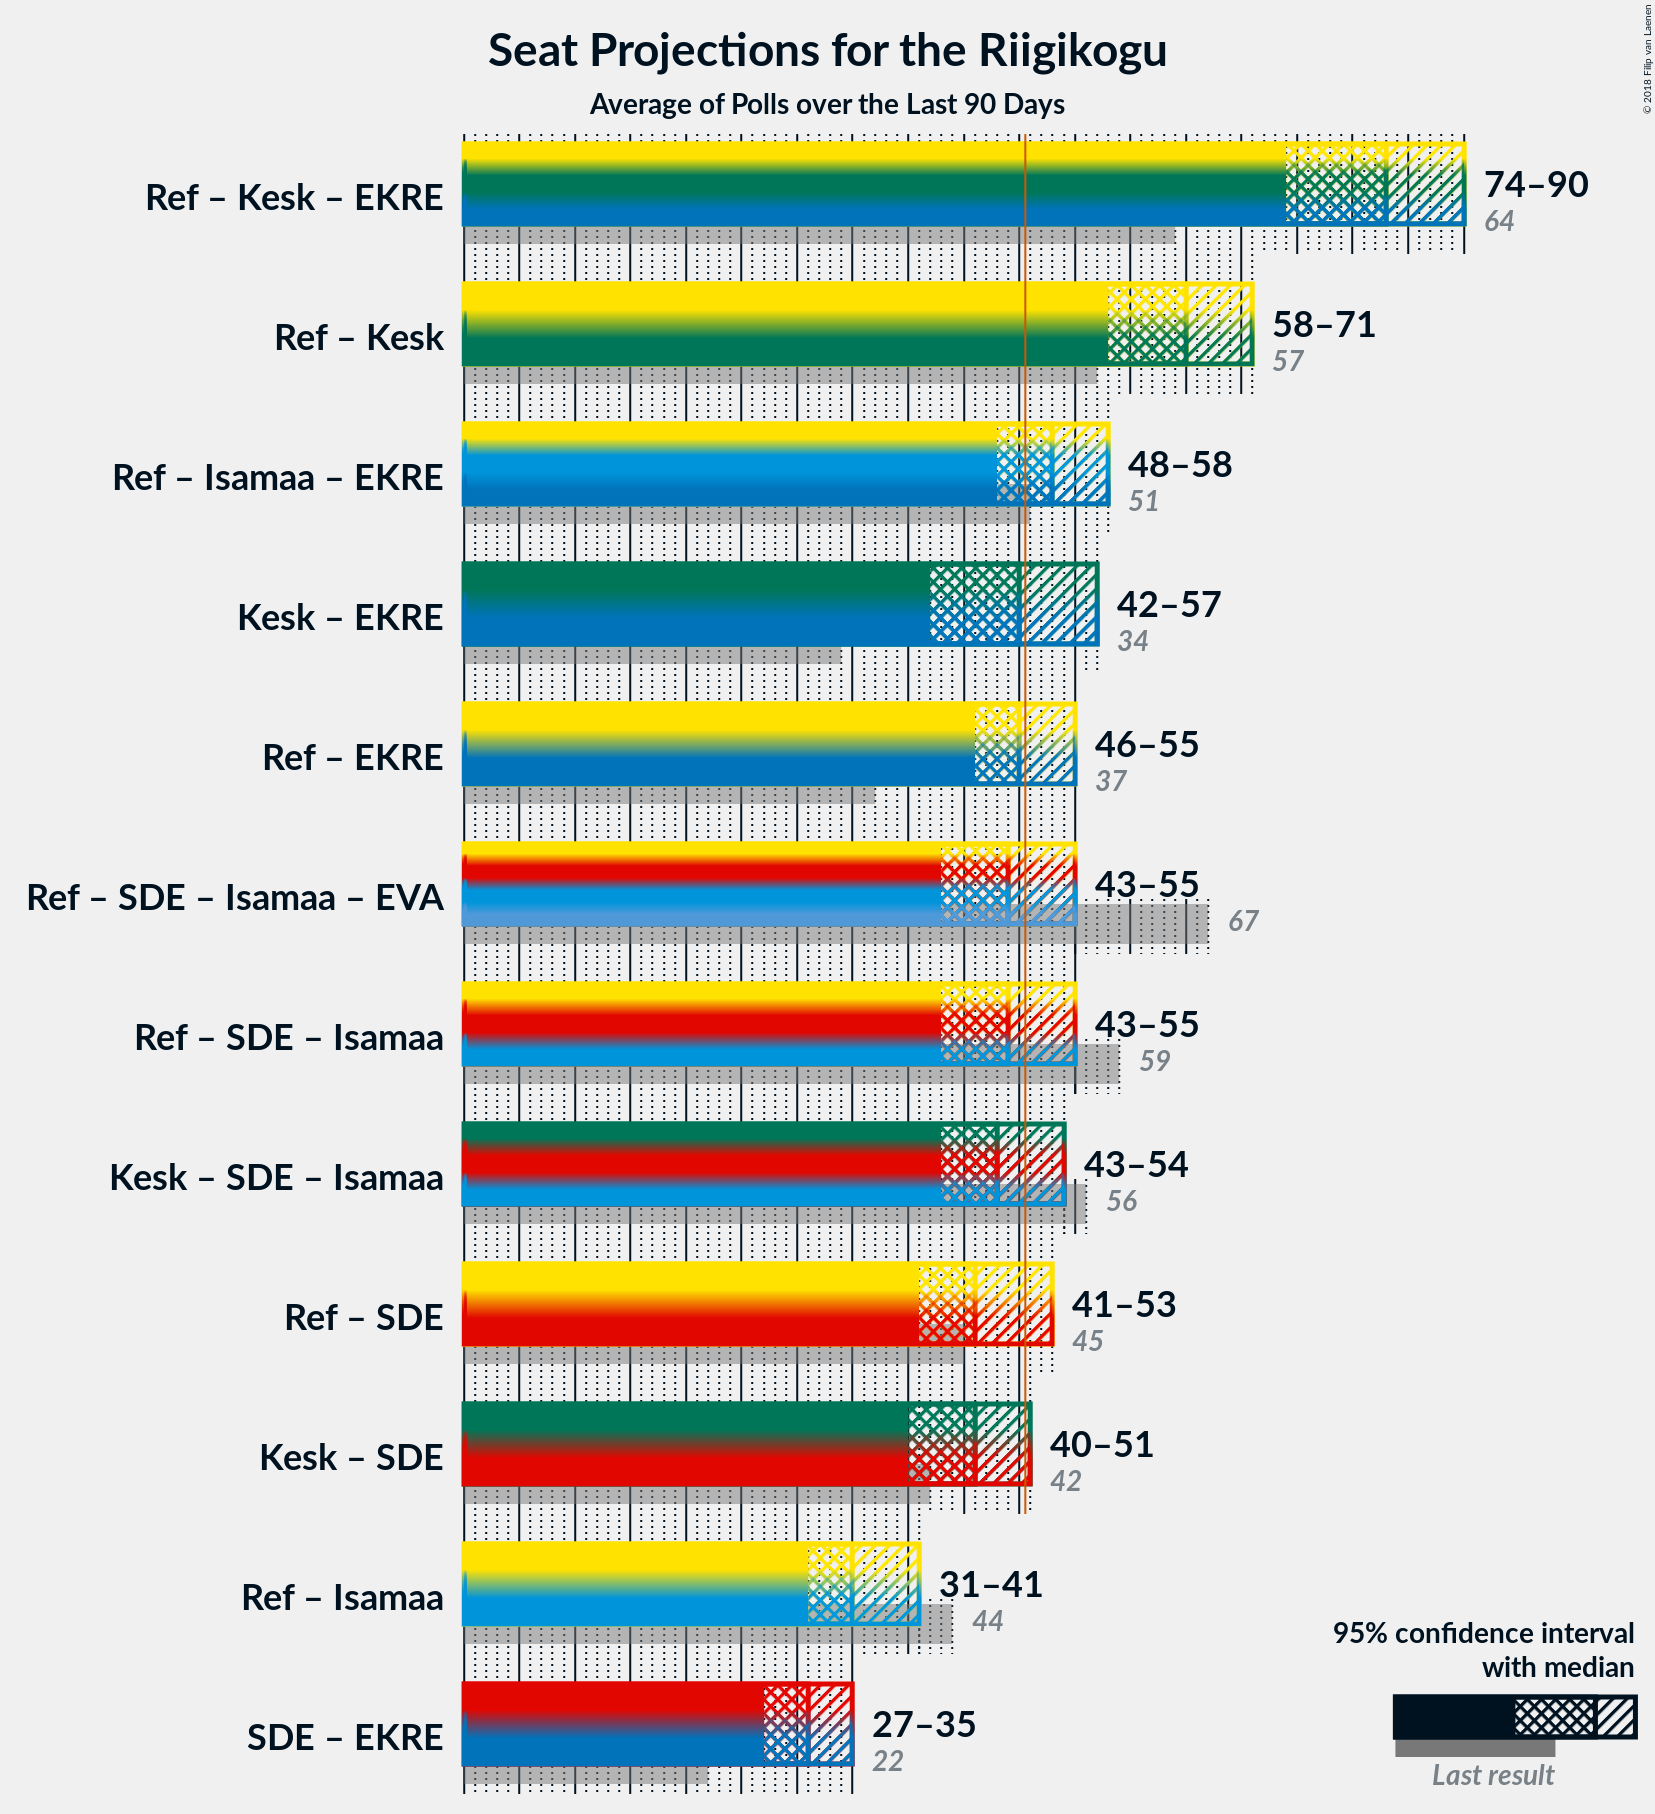 Seat Projections for the Riigikogu
Average of Polls over the Last 90 Days
© 2018 Filip van Laenen
Ref – Kesk – EKRE
74–90
64
Ref – Kesk
58–71
57
Ref – Isamaa – EKRE
48–58
51
Kesk – EKRE
42–57
34
Ref – EKRE
46–55
37
Ref – SDE – Isamaa – EVA
43–55
67
Ref – SDE – Isamaa
43–55
59
Kesk – SDE – Isamaa
43–54
56
Ref – SDE
41–53
45
Kesk – SDE
40–51
42
Ref – Isamaa
31–41
44
SDE – EKRE
27–35
22
95% confidence interval
with median
Last result